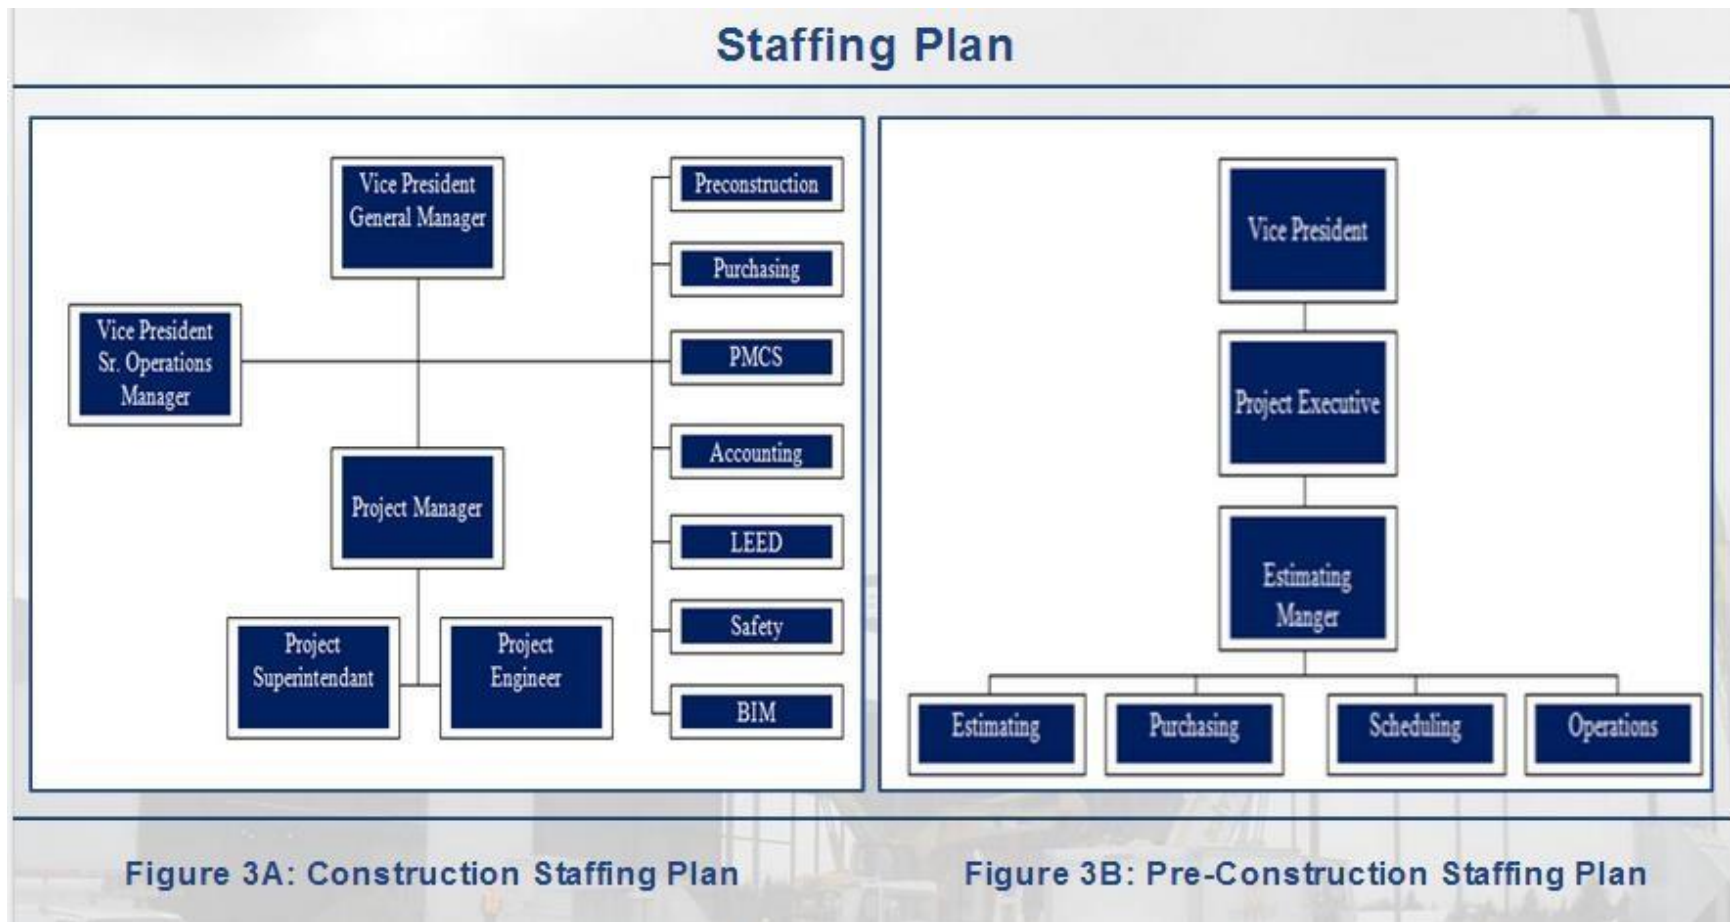 Staffing Plan
Vice President
General Manager
Vice President
Sr. Operations
Manager
Project Manager
Project
Superintendant
Project
Engineer
Preconstruction
Purchasing
PMCS
Accounting
LEED
Safety
BIM
Vice President
Project Executive
Estimating
Manger
Estimating
Purchasing
Scheduling
Operations
Figure 3A: Construction Staffing Plan
Figure 3B: Pre-Construction Staffing Plan